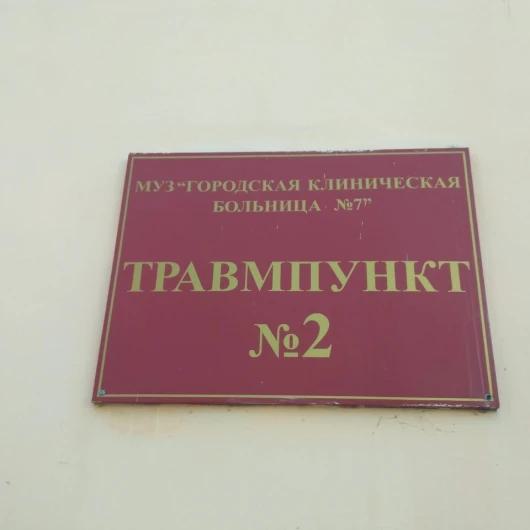 МУЗ "ГОРОДСКАЯ КЛИНИЧЕСКАЯ
БОЛЬНИЦА №7"
ТРАВМПУНКТ
№2